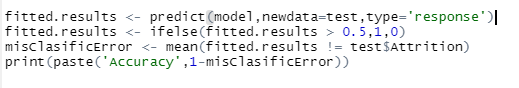 fitted.results <- predict(model,newdata=test,type='response')
fitted.results <- ifelse(fitted.results > 0.5,1,0)
misClasificError <- mean(fitted.results != test$Attrition)
print(paste('Accuracy',1-misClasificError))